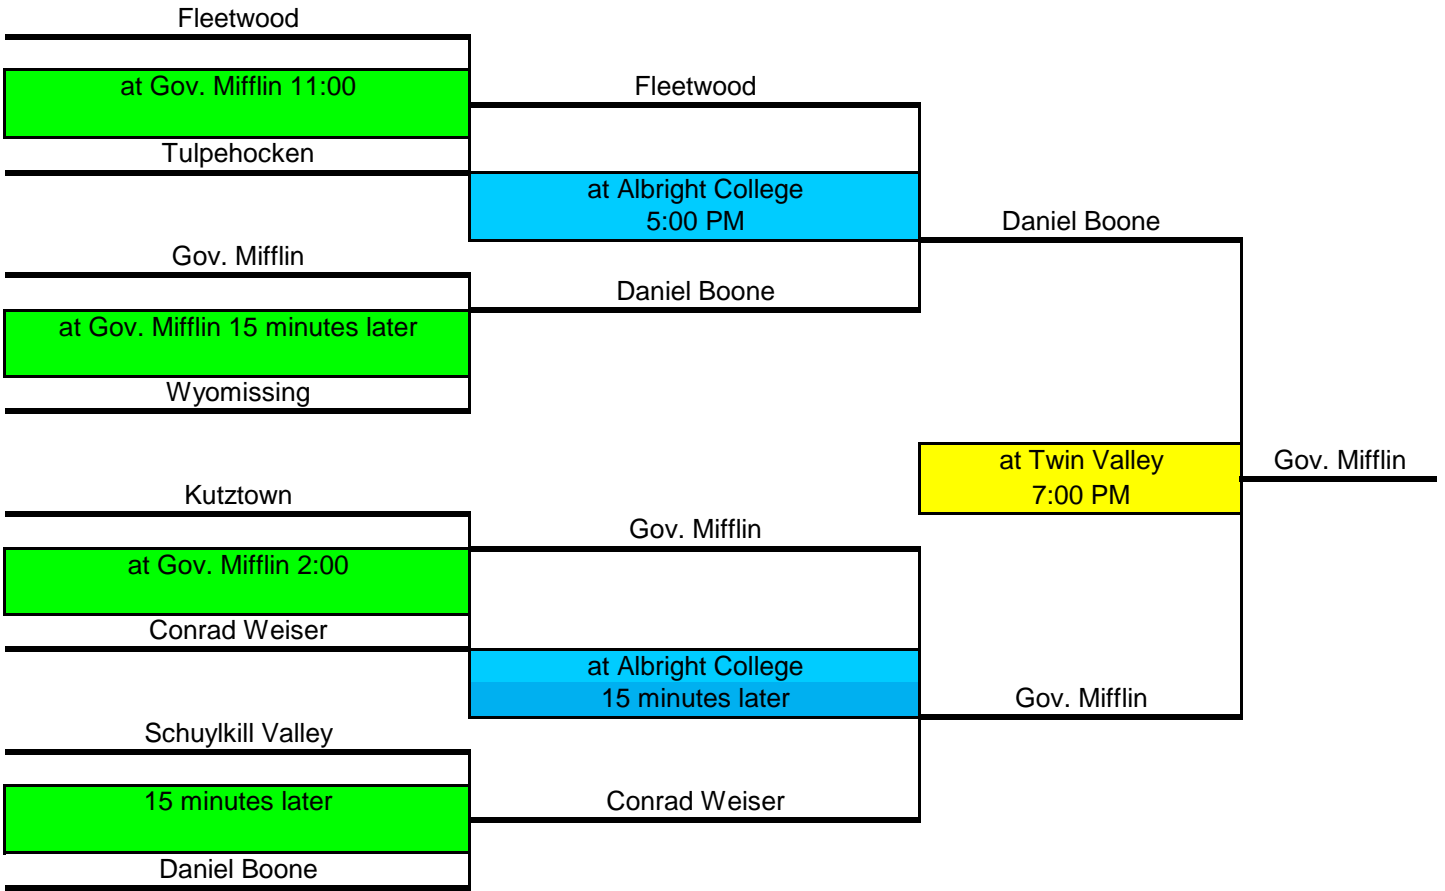 Fleetwood
at Gov. Mifflin 11:00
Fleetwood
Tulpehocken
at Albright College
5:00 PM
Daniel Boone
Gov. Mifflin
Daniel Boone
at Gov. Mifflin 15 minutes later
Wyomissing
at Twin Valley
7:00 PM
Gov. Mifflin
Kutztown
Gov. Mifflin
at Gov. Mifflin 2:00
Conrad Weiser
at Albright College
15 minutes later
Gov. Mifflin
Schuylkill Valley
15 minutes later
Conrad Weiser
Daniel Boone